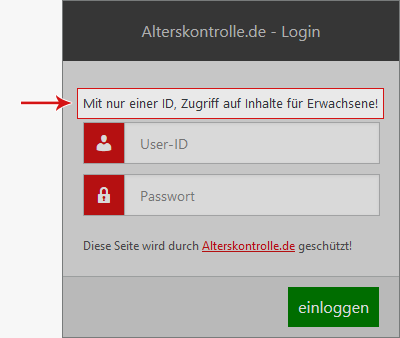 Alterskontrolle.de - Login
Mit nur einer ID, Zugriff auf Inhalte für Erwachsene!
User-ID
Passwort
Diese Seite wird durch Alterskontrolle.de geschützt!
einloggen